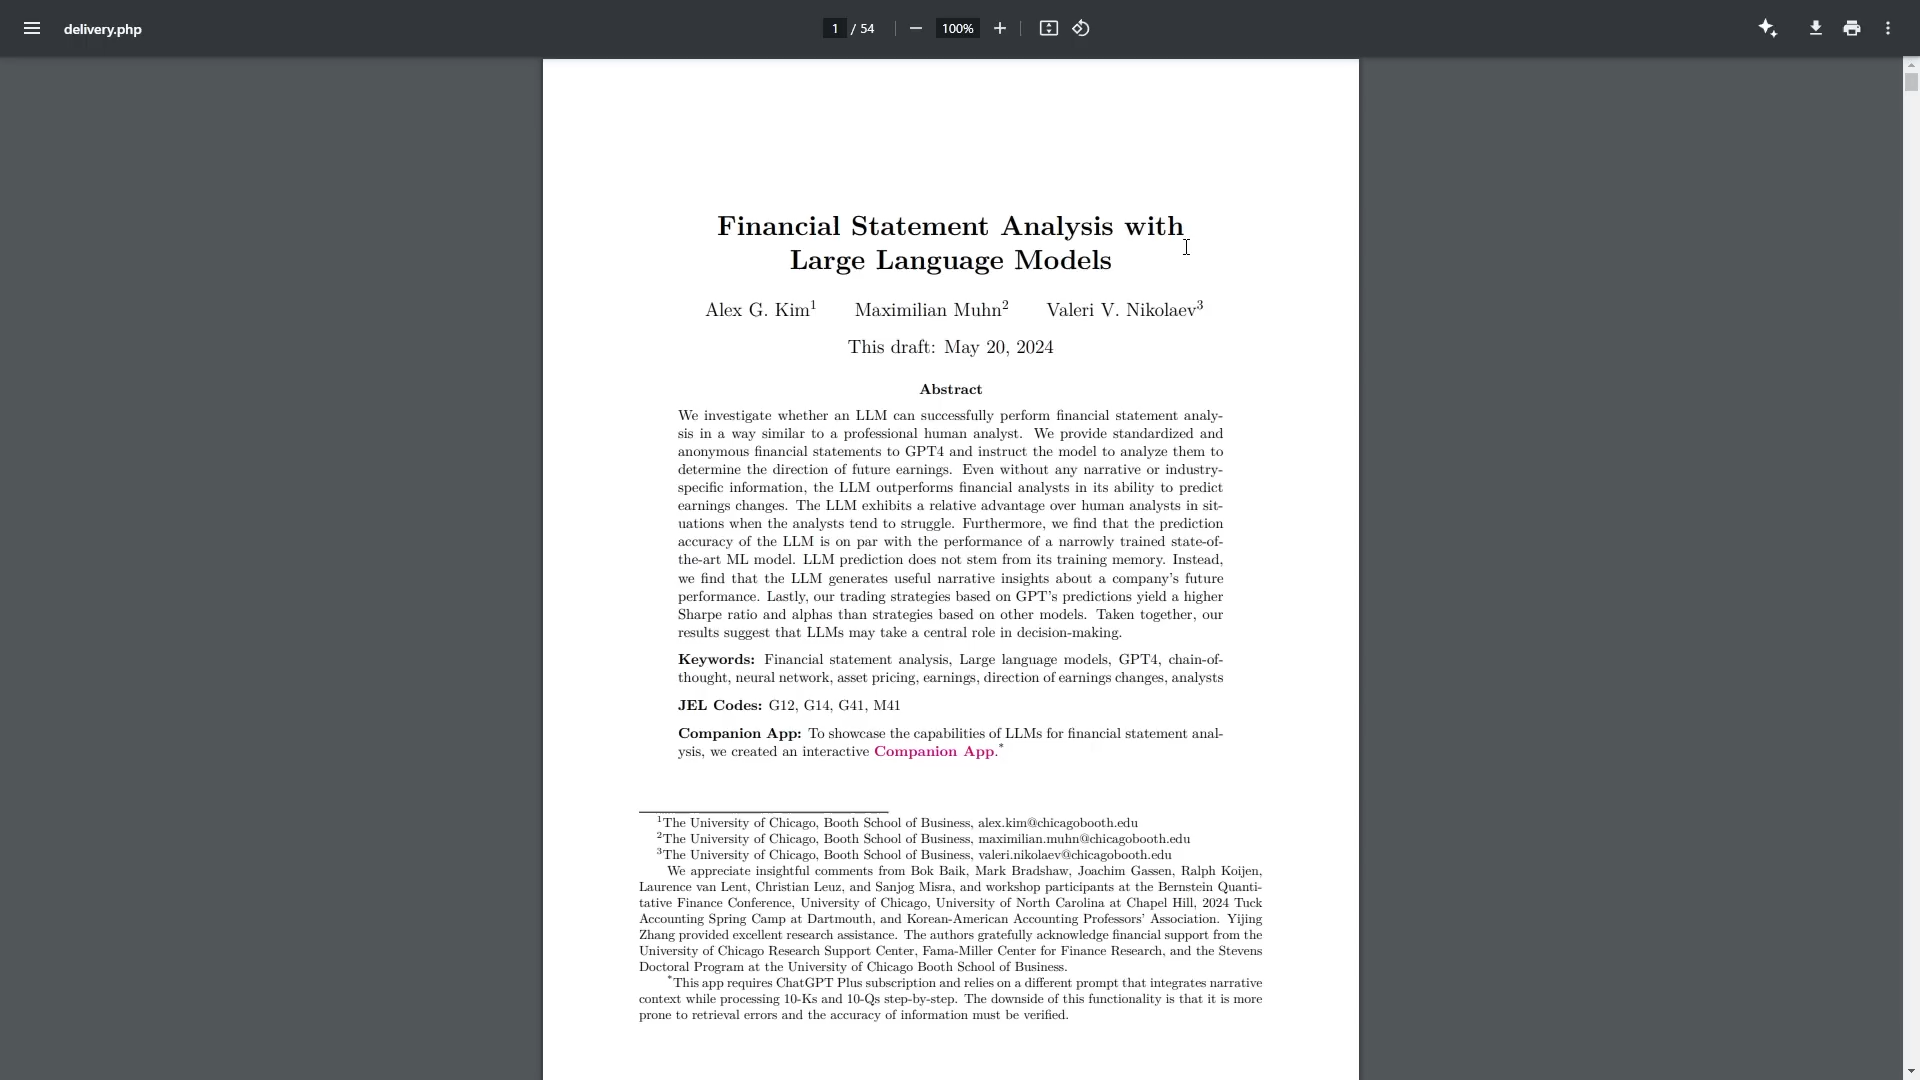 delivery.php
1 / 54
100%
Financial Statement Analysis with
Large Language Models
Alex G. Kim1 Maximilian Muhn2 Valeri V. Nikolaev3
This draft: May 20, 2024
Abstract
We investigate whether an LLM can successfully perform financial statement analy-
sis in a way similar to a professional human analyst. We provide standardized and
anonymous financial statements to GPT4 and instruct the model to analyze them to
determine the direction of future earnings. Even without any narrative or industry-
specific information, the LLM outperforms financial analysts in its ability to predict
earnings changes. The LLM exhibits a relative advantage over human analysts in sit-
uations when the analysts tend to struggle. Furthermore, we find that the prediction
accuracy of the LLM is on par with the performance of a narrowly trained state-of-
the-art ML model. LLM prediction does not stem from its training memory. Instead,
we find that the LLM generates useful narrative insights about a company's future
performance. Lastly, our trading strategies based on GPT's predictions yield a higher
Sharpe ratio and alphas than strategies based on other models. Taken together, our
results suggest that LLMs may take a central role in decision-making.
Keywords: Financial statement analysis, Large language models, GPT4, chain-of-
thought, neural network, asset pricing, earnings, direction of earnings changes, analysts
JEL Codes: G12, G14, G41, M41
Companion App: To showcase the capabilities of LLMs for financial statement anal-
ysis, we created an interactive Companion App.*
1The University of Chicago, Booth School of Business, alex.kim@chicagobooth.edu
2The University of Chicago, Booth School of Business, maximilian.muhn@chicagobooth.edu
3The University of Chicago, Booth School of Business, valeri.nikolaev@chicagobooth.edu
We appreciate insightful comments from Bok Baik, Mark Bradshaw, Joachim Gassen, Ralph Koijen,
Laurence van Lent, Christian Leuz, and Sanjog Misra, and workshop participants at the Bernstein Quanti-
tative Finance Conference, University of Chicago, University of North Carolina at Chapel Hill, 2024 Tuck
Accounting Spring Camp at Dartmouth, and Korean-American Accounting Professors' Association. Yijing
Zhang provided excellent research assistance. The authors gratefully acknowledge financial support from the
University of Chicago Research Support Center, Fama-Miller Center for Finance Research, and the Stevens
Doctoral Program at the University of Chicago Booth School of Business.
*This app requires ChatGPT Plus subscription and relies on a different prompt that integrates narrative
context while processing 10-Ks and 10-Qs step-by-step. The downside of this functionality is that it is more
prone to retrieval errors and the accuracy of information must be verified.